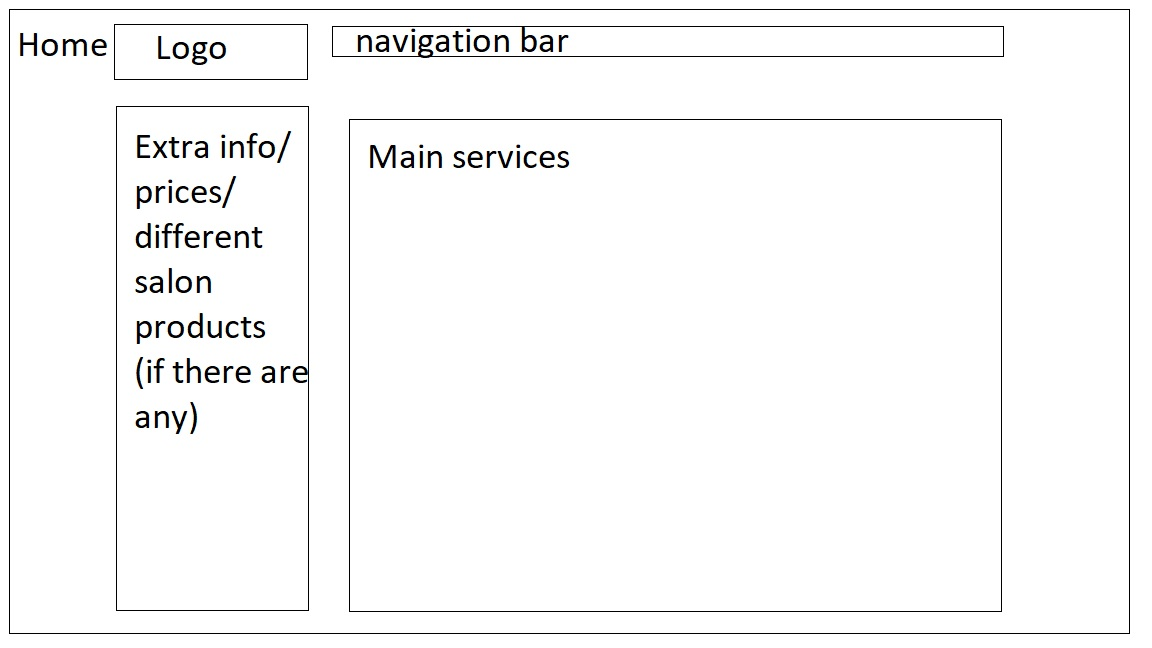 Home
Logo
navigation bar
Extra info/
prices/
different
salon
products
(if there are
any)
Main services